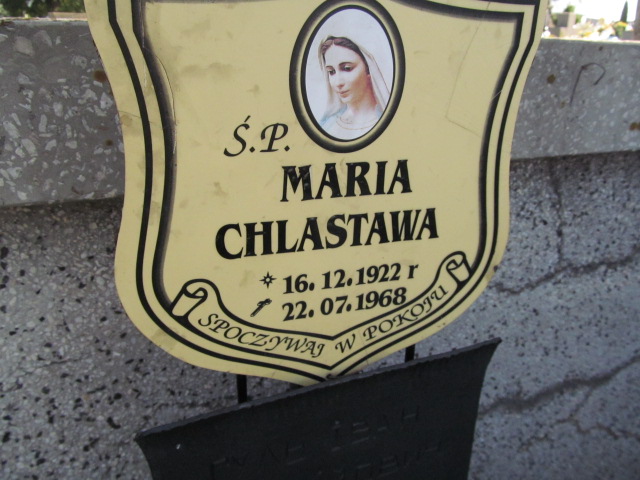 Ś.P.
MARIA
CHLASTAWA
16.12.1922 r
22.07.1968
SPOCZYWAJ W POKOJU